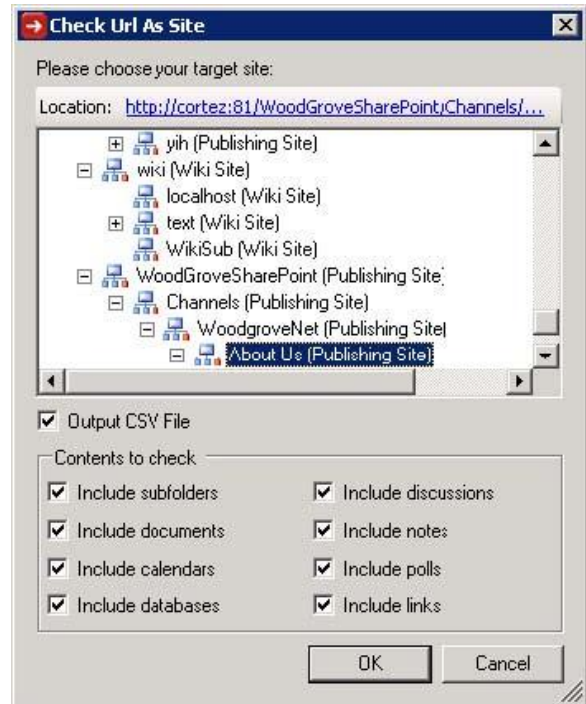 Check Url As Site
Please choose your target site:
Location: http://cortez:81/WoodGroveSharePoint/Channels/...
yih (Publishing Site)
wiki (Wiki Site)
localhost (Wiki Site)
text (Wiki Site)
WikiSub (Wiki Site)
WoodGroveSharePoint (Publishing Site
Channels (Publishing Site)
WoodgroveNet (Publishing Site
About Us (Publishing Site)
Output CSV File
Contents to check
Include subfolders
Include discussions
Include documents
Include notes
Include calendars
Include polls
Include databases
Include links
OK
Cancel